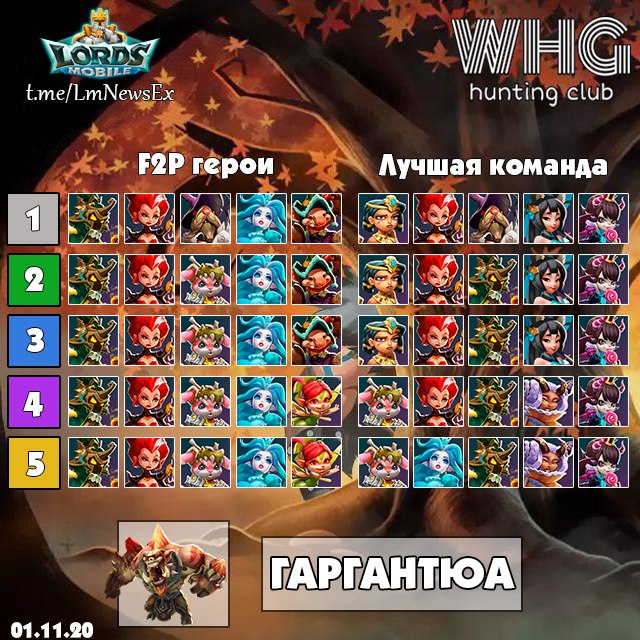 LORDS
MOBILE
t.me/LmNewsEx
WHG
hunting club
F2P герои
Лучшая команда
1
2
3
4
5
ГАРГАНТЮА
01.11.20